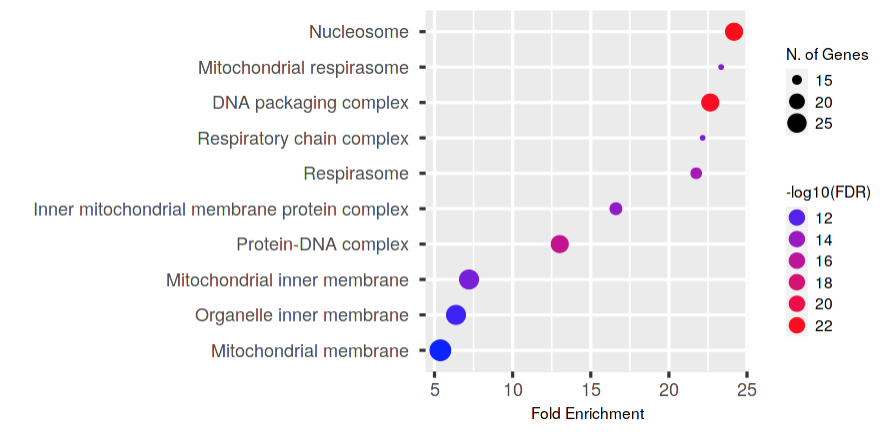 Nucleosome
Mitochondrial respirasome
DNA packaging complex
Respiratory chain complex
Respirasome
Inner mitochondrial membrane protein complex
Protein-DNA complex
Mitochondrial inner membrane
Organelle inner membrane
Mitochondrial membrane
5 10 15 20 25
Fold Enrichment
N. of Genes
15
20
25
-log10(FDR)
12
14
16
18
20
22